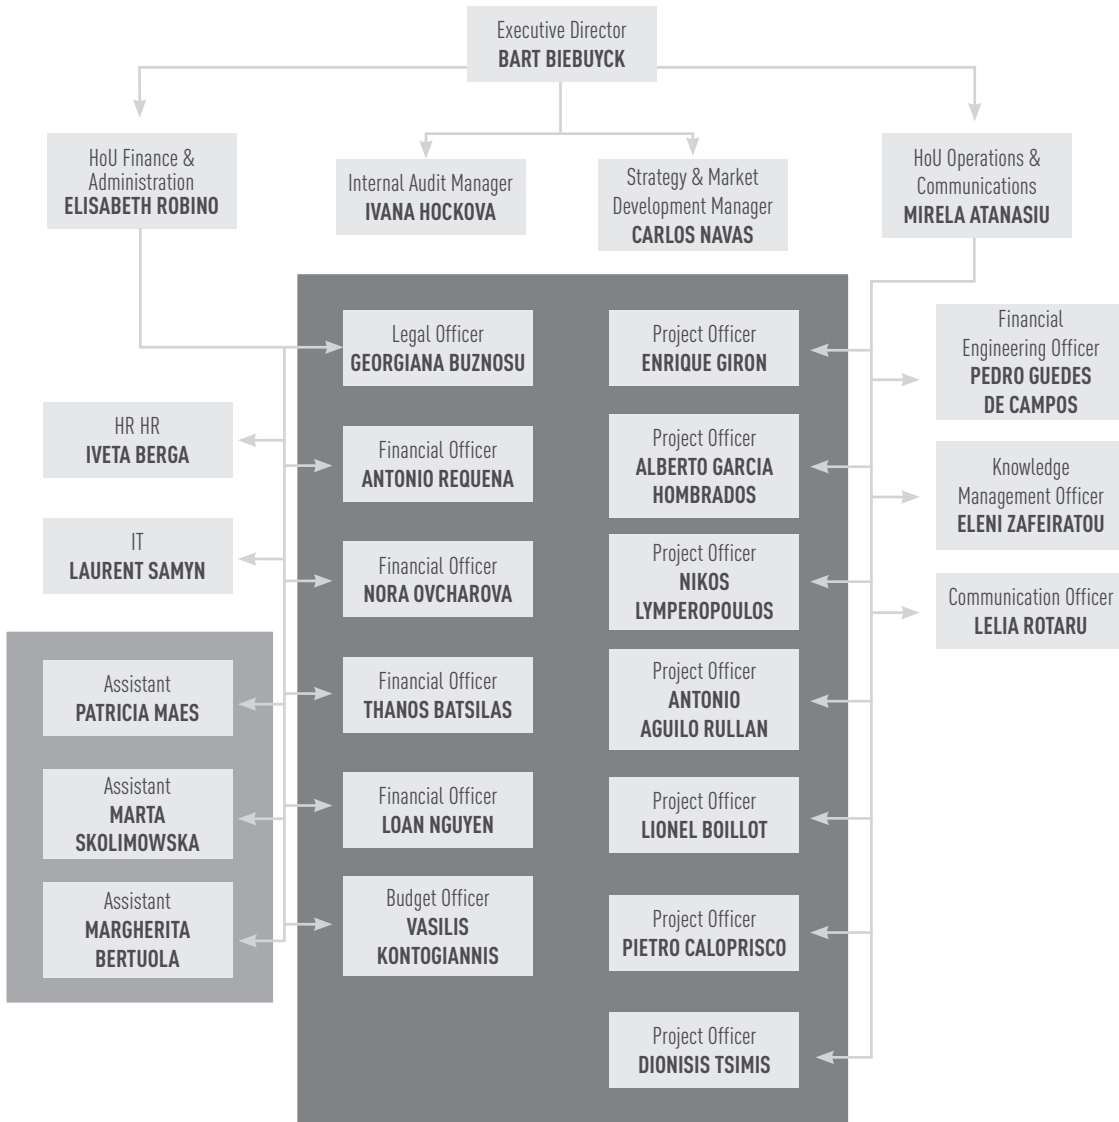 Executive Director
BART BIEBUYCK
HoU Finance &
Administration
ELISABETH ROBINO
Internal Audit Manager
IVANA HOCKOVA
Strategy & Market
Development Manager
CARLOS NAVAS
HoU Operations &
Communications
MIRELA ATANASIU
HR HR
IVETA BERGA
IT
LAURENT SAMYN
Assistant
PATRICIA MAES
Assistant
MARTA
SKOLIMOWSKA
Assistant
MARGHERITA
BERTUOLA
Legal Officer
GEORGIANA BUZNOSU
Financial Officer
ANTONIO REQUENA
Financial Officer
NORA OVCHAROVA
Financial Officer
THANOS BATSILAS
Financial Officer
LOAN NGUYEN
Budget Officer
VASILIS
KONTOGIANNIS
Project Officer
ENRIQUE GIRON
Project Officer
ALBERTO GARCIA
HOMBRADOS
Project Officer
NIKOS
LYMPEROPOULOS
Project Officer
ANTONIO
AGUILO RULLAN
Project Officer
LIONEL BOILLOT
Project Officer
PIETRO CALOPRISCO
Project Officer
DIONISIS TSIMIS
Financial
Engineering Officer
PEDRO GUEDES
DE CAMPOS
Knowledge
Management Officer
ELENI ZAFEIRATOU
Communication Officer
LELIA ROTARU